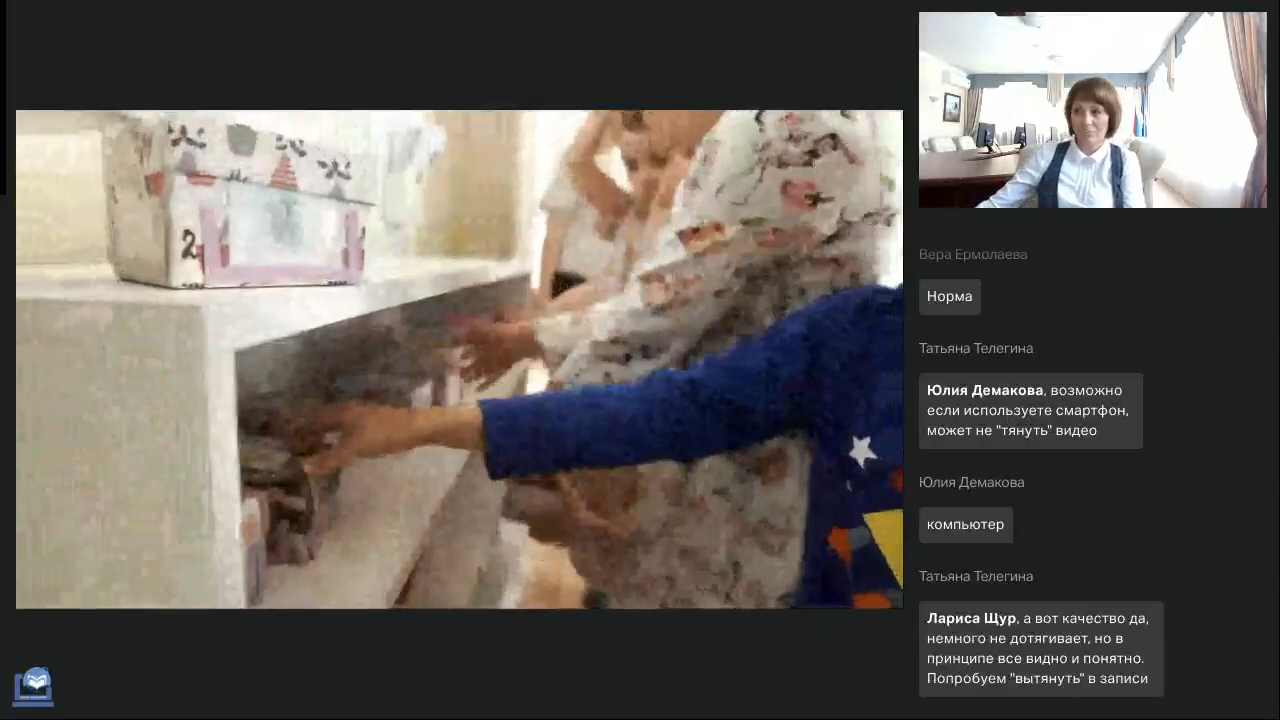 2
Вера Ермолаева
Норма
Татьяна Телегина
Юлия Демакова, возможно
если используете смартфон,
может не "тянуть" видео
Юлия Демакова
компьютер
Татьяна Телегина
Лариса Щур, а вот качество да,
немного не дотягивает, но в
принципе все видно и понятно.
Попробуем "вытянуть" в записи